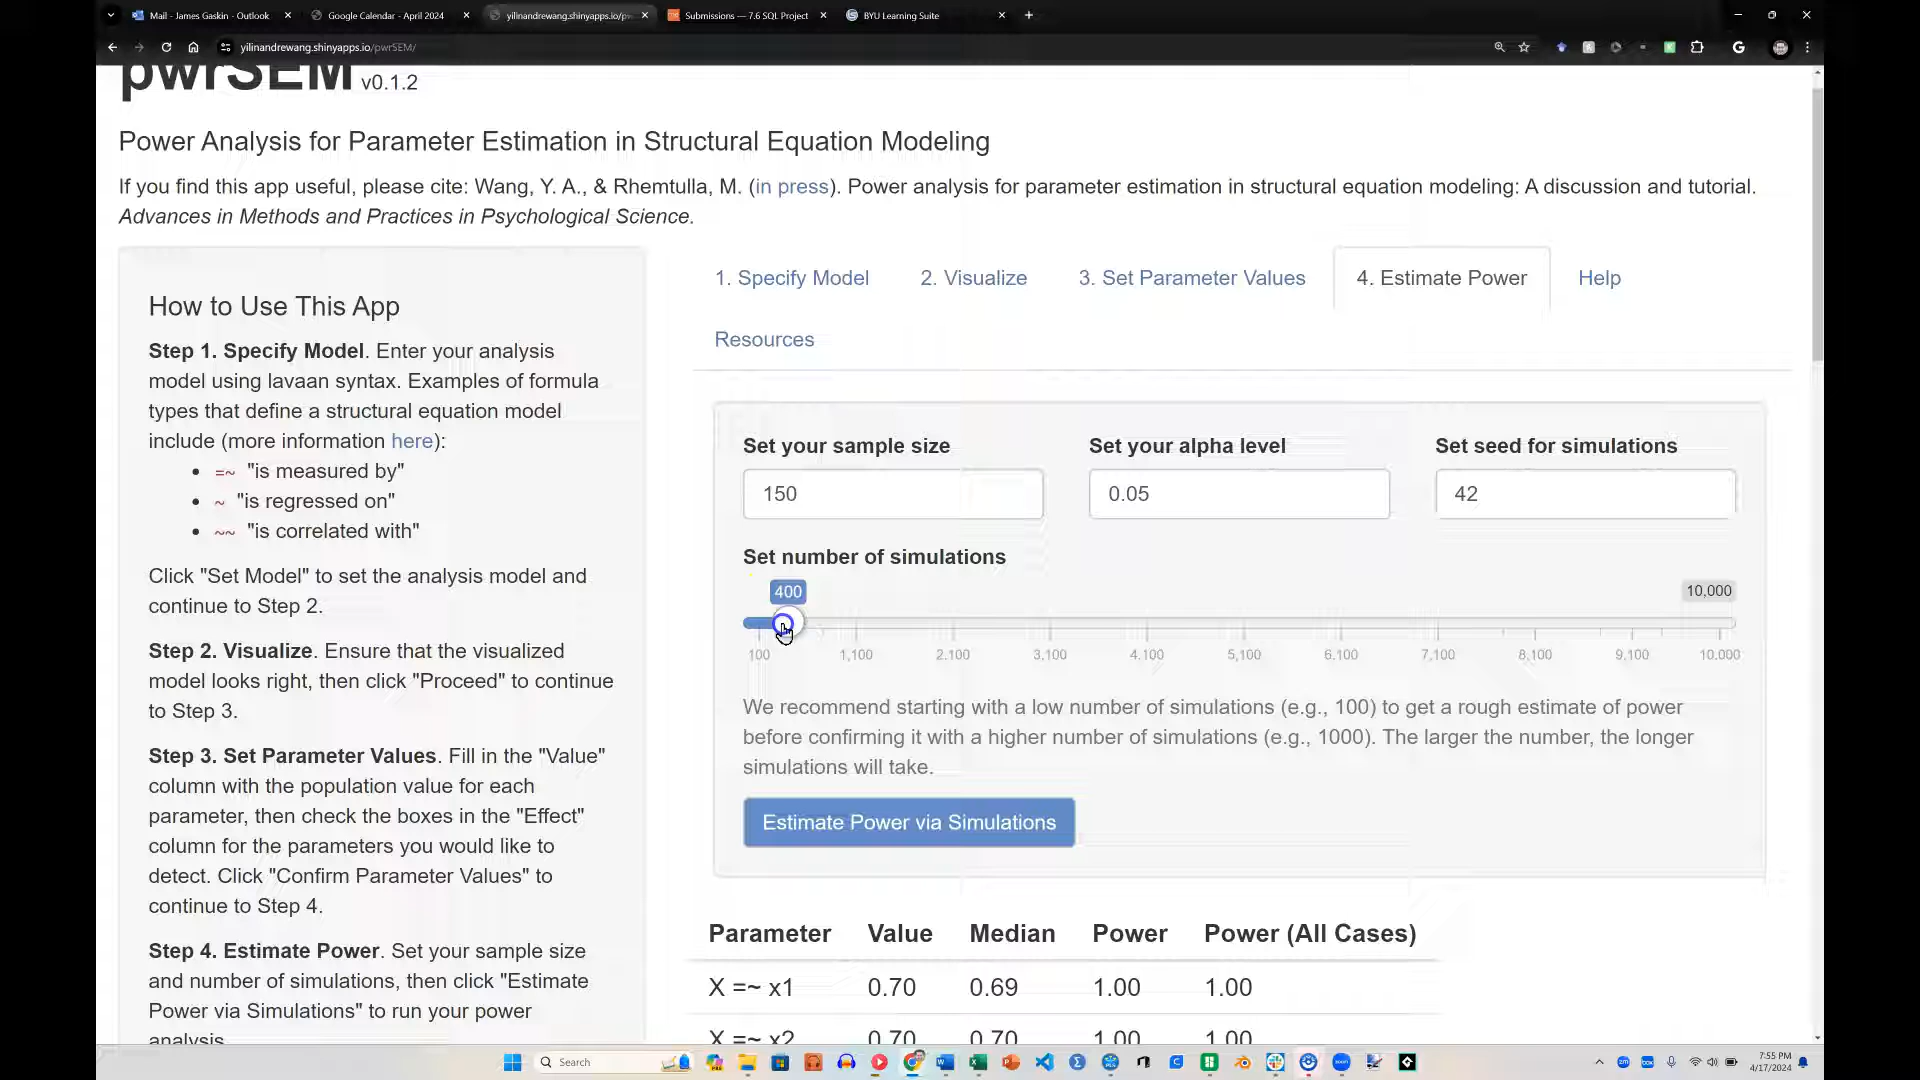 Mail - James Gaskin - Outlook
Google Calendar - April 2024
yilinandrewang.shinyapps.io/pw
Submissions — 7.6 SQL Project
BYU Learning Suite
yilinandrewang.shinyapps.io/pwrSEM/
pwrSEM v0.1.2
Power Analysis for Parameter Estimation in Structural Equation Modeling
If you find this app useful, please cite: Wang, Y. A., & Rhemtulla, M. (in press). Power analysis for parameter estimation in structural equation modeling: A discussion and tutorial.
Advances in Methods and Practices in Psychological Science.
How to Use This App
Step 1. Specify Model. Enter your analysis
model using lavaan syntax. Examples of formula
types that define a structural equation model
include (more information here):
• =~ "is measured by"
• ~ "is regressed on"
• ~~ "is correlated with"
Click "Set Model" to set the analysis model and
continue to Step 2.
Step 2. Visualize. Ensure that the visualized
model looks right, then click "Proceed" to continue
to Step 3.
Step 3. Set Parameter Values. Fill in the "Value"
column with the population value for each
parameter, then check the boxes in the "Effect"
column for the parameters you would like to
detect. Click "Confirm Parameter Values" to
continue to Step 4.
Step 4. Estimate Power. Set your sample size
and number of simulations, then click "Estimate
Power via Simulations" to run your power
analysis.
1. Specify Model 2. Visualize 3. Set Parameter Values 4. Estimate Power Help
Resources
Set your sample size Set your alpha level Set seed for simulations
150 0.05 42
Set number of simulations
400 10,000
100 1,100 2,100 3,100 4,100 5,100 6,100 7,100 8,100 9,100 10,000
We recommend starting with a low number of simulations (e.g., 100) to get a rough estimate of power
before confirming it with a higher number of simulations (e.g., 1000). The larger the number, the longer
simulations will take.
Estimate Power via Simulations
Parameter Value Median Power Power (All Cases)
X =~ x1 0.70 0.69 1.00 1.00
X =~ x2 0.70 0.70 1.00 1.00
Search
7:55 PM
4/17/2024